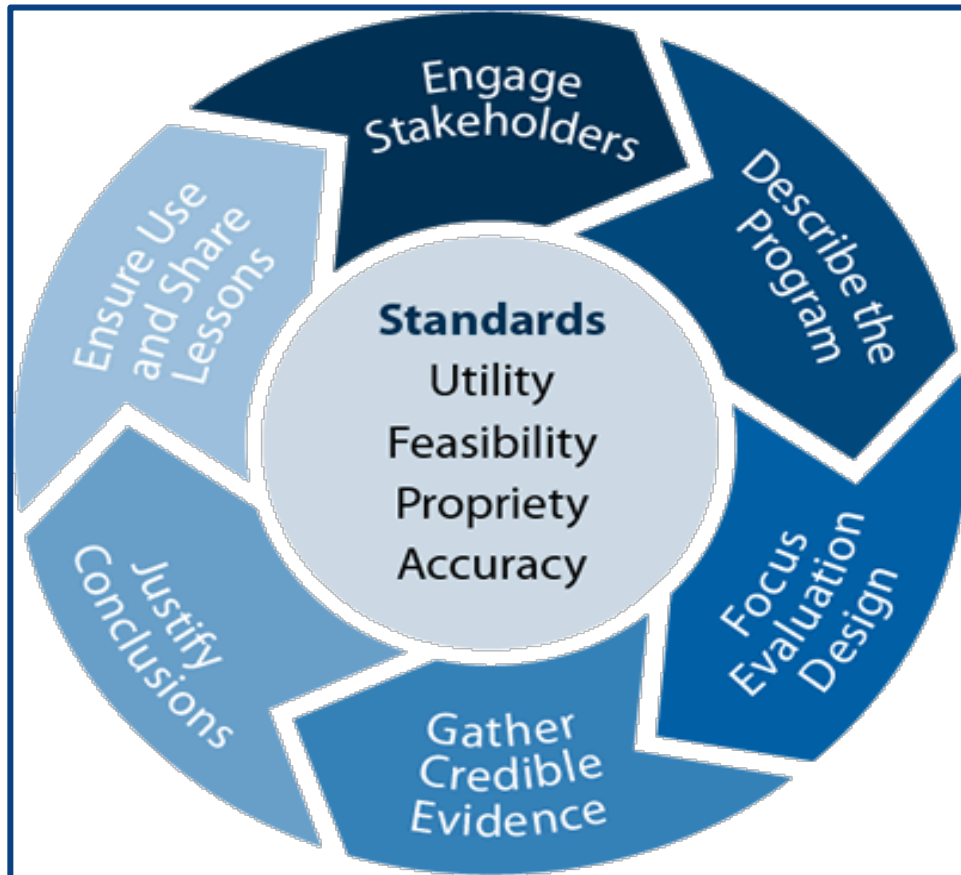 Engage
Stakeholders
Describe the
Program
Focus
Evaluation
Design
Gather
Credible
Evidence
Justify
Conclusions
Ensure Use
and Share
Lessons
Standards
Utility
Feasibility
Propriety
Accuracy